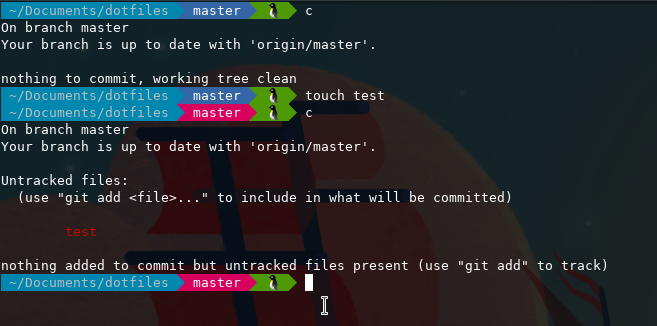 ~/Documents/dotfiles master 🐧 c
On branch master
Your branch is up to date with 'origin/master'.
nothing to commit, working tree clean
~/Documents/dotfiles master 🐧 touch test
~/Documents/dotfiles master 🐧 c
On branch master
Your branch is up to date with 'origin/master'.
Untracked files:
(use "git add <file>..." to include in what will be committed)
test
nothing added to commit but untracked files present (use "git add" to track)
~/Documents/dotfiles master 🐧